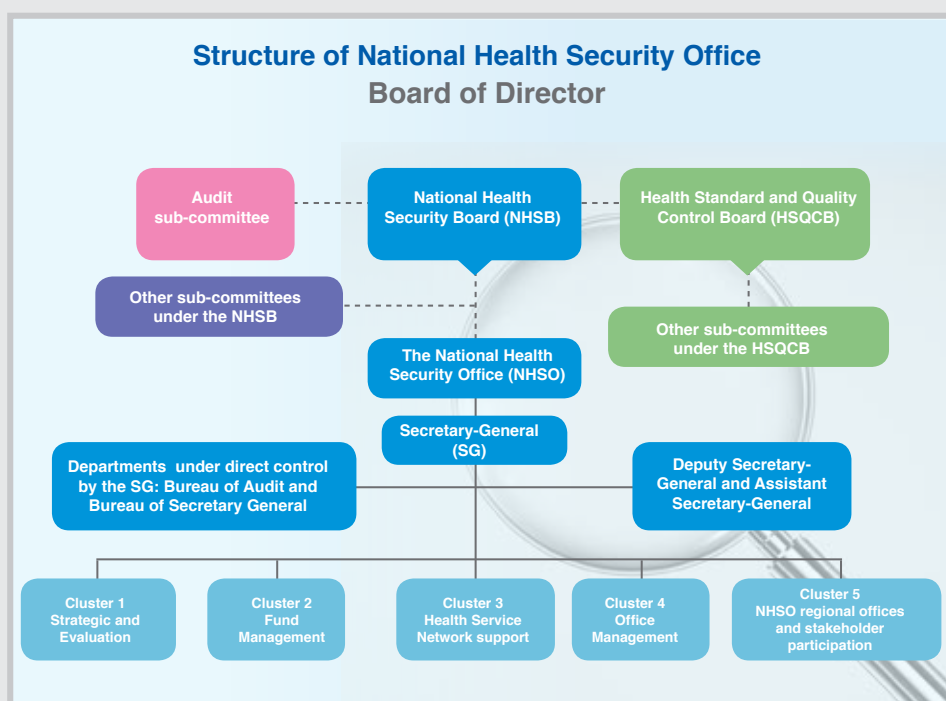 Structure of National Health Security Office
Board of Director
Audit
sub-committee
National Health
Security Board (NHSB)
Health Standard and Quality
Control Board (HSQCB)
Other sub-committees
under the NHSB
Other sub-committees
under the HSQCB
The National Health
Security Office (NHSO)
Secretary-General
(SG)
Departments under direct control
by the SG: Bureau of Audit and
Bureau of Secretary General
Deputy Secretary-
General and Assistant
Secretary-General
Cluster 1
Strategic and
Evaluation
Cluster 2
Fund
Management
Cluster 3
Health Service
Network support
Cluster 4
Office
Management
Cluster 5
NHSO regional offices
and stakeholder
participation